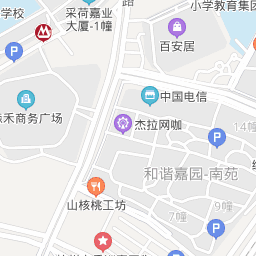 学校
采荷嘉业
大厦-1幢
路
小学教育集团
百安居
中国电信
禾商务广场
杰拉网咖
14幢
和谐嘉园-南苑
山核桃工坊
9幢
7幢